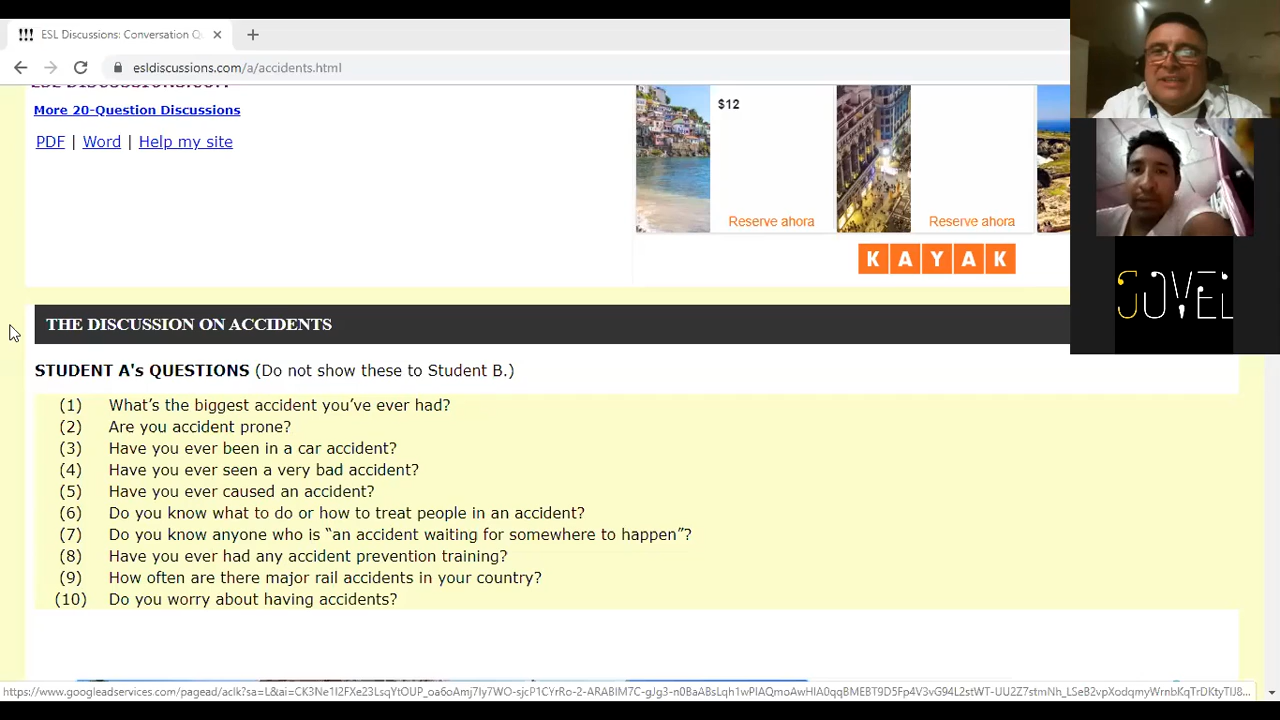 ESL Discussions: Conversation Q
esldiscussions.com/a/accidents.html
More 20-Question Discussions
PDF | Word | Help my site
$12
Reserve ahora
Reserve ahora
KAYAK
JOVEL
THE DISCUSSION ON ACCIDENTS
STUDENT A's QUESTIONS (Do not show these to Student B.)
(1) What's the biggest accident you've ever had?
(2) Are you accident prone?
(3) Have you ever been in a car accident?
(4) Have you ever seen a very bad accident?
(5) Have you ever caused an accident?
(6) Do you know what to do or how to treat people in an accident?
(7) Do you know anyone who is “an accident waiting for somewhere to happen”?
(8) Have you ever had any accident prevention training?
(9) How often are there major rail accidents in your country?
(10) Do you worry about having accidents?